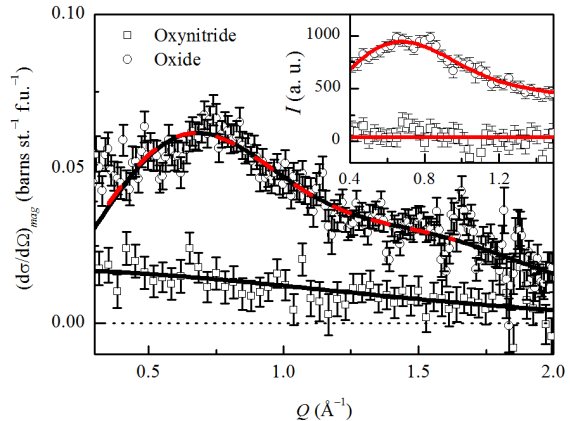 Oxynitride
Oxide
(dσ/dΩ)mag (barns st.⁻¹ f.u.⁻¹)
0.10
0.05
0.00
0.5
1.0
1.5
2.0
Q (Å⁻¹)
I (a. u.)
1000
500
0
0.4
0.8
1.2